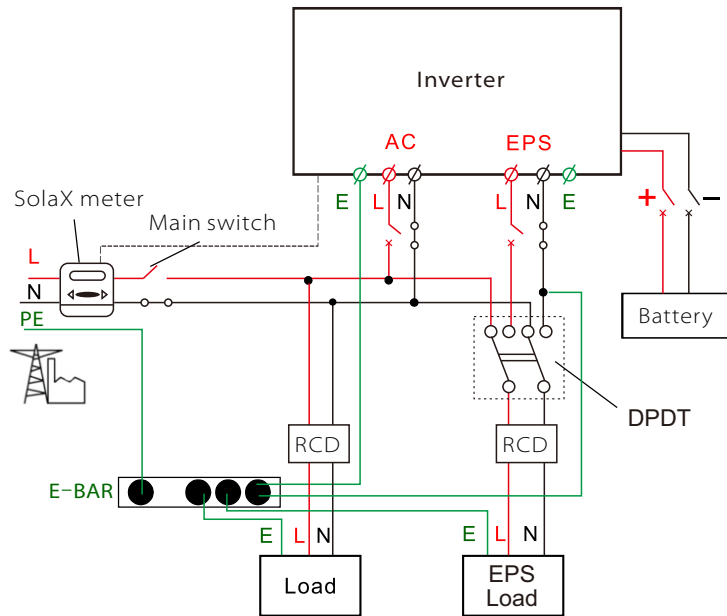 Inverter
AC
EPS
E
L
N
L
N
E
SolaX meter
Main switch
+
−
L
N
PE
Battery
DPDT
RCD
RCD
E-BAR
E
L
N
E
L
N
Load
EPS
Load